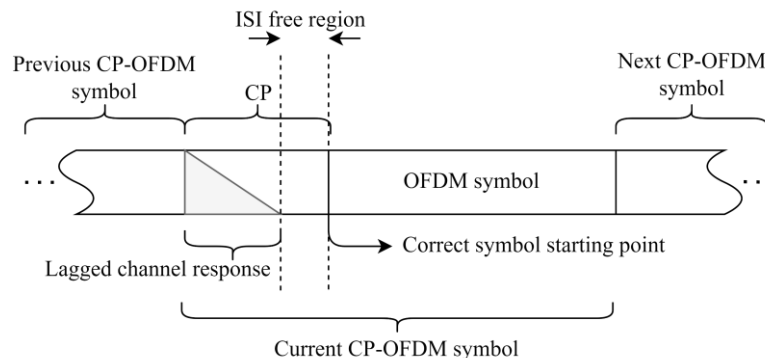 ISI free region
Previous CP-OFDM
symbol
CP
Next CP-OFDM
symbol
...
OFDM symbol
...
Lagged channel response
Correct symbol starting point
Current CP-OFDM symbol